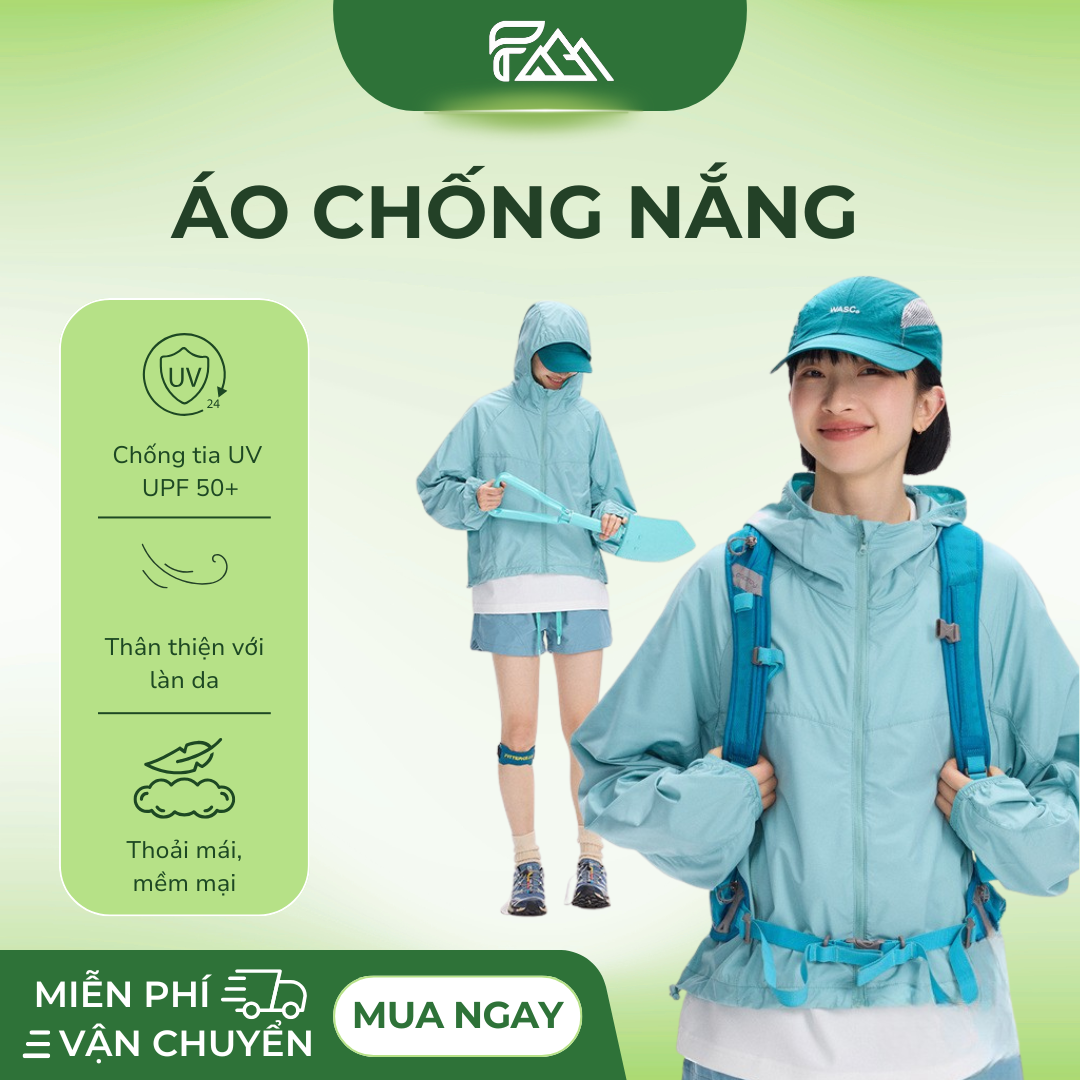 ÁO CHỐNG NẮNG
UV
24
Chống tia UV
UPF 50+
Thân thiện với
làn da
Thoải mái,
mềm mại
WASG
MIỄN PHÍ
VẬN CHUYỂN
MUA NGAY